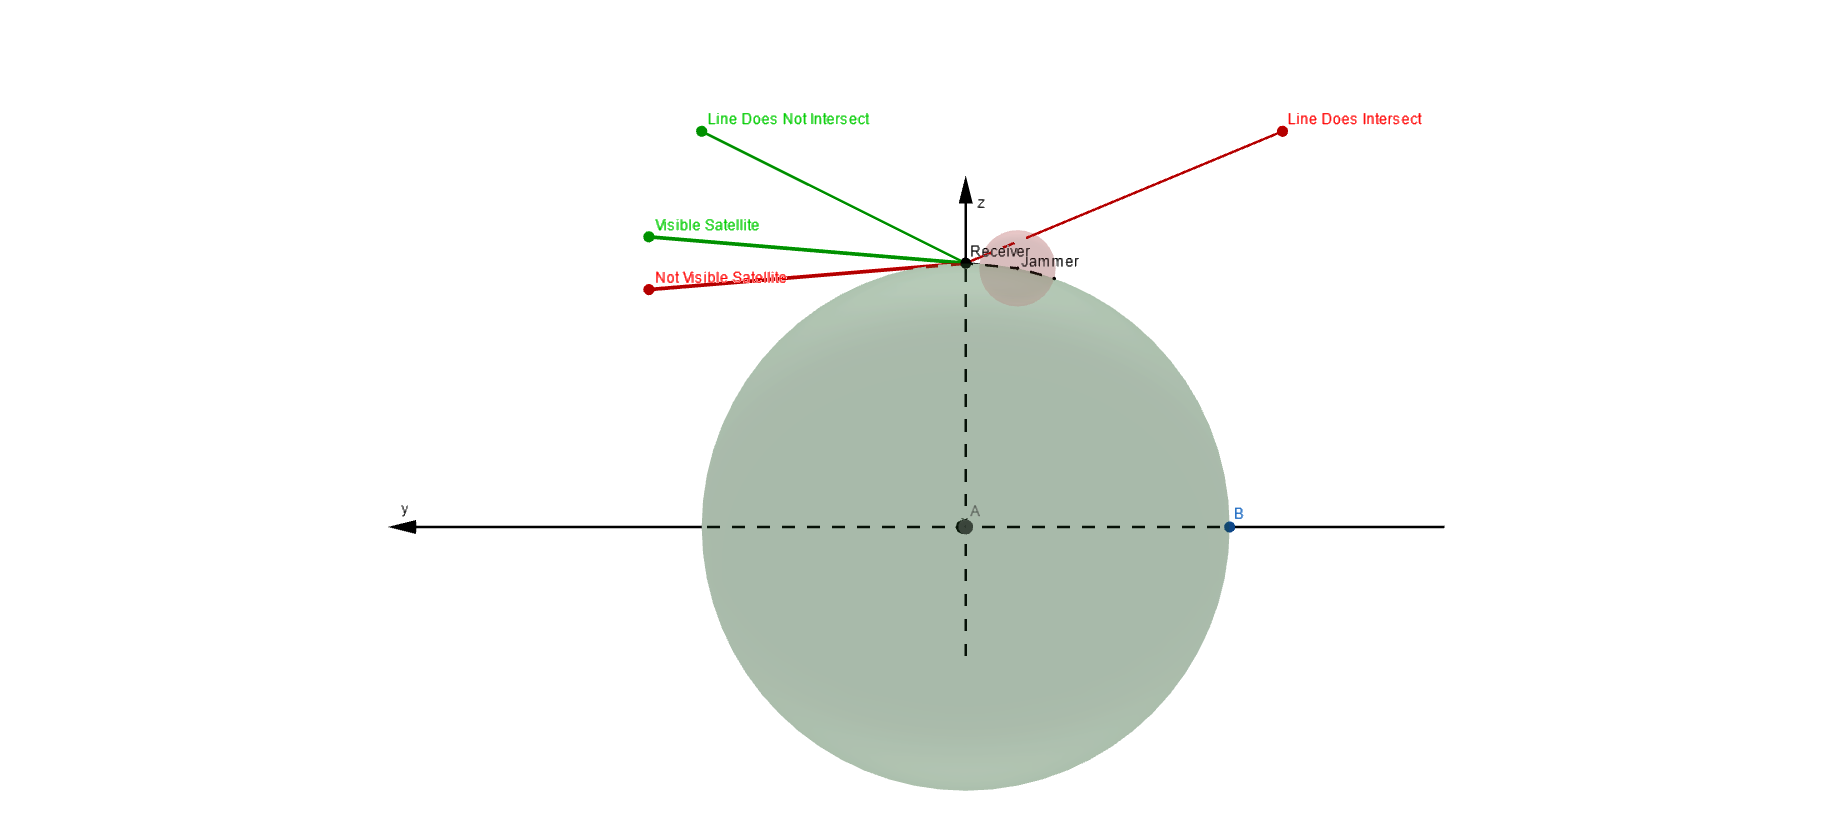 Line Does Not Intersect
Line Does Intersect
z
Visible Satellite
Receiver
Jammer
Not Visible Satellite
y
A
B